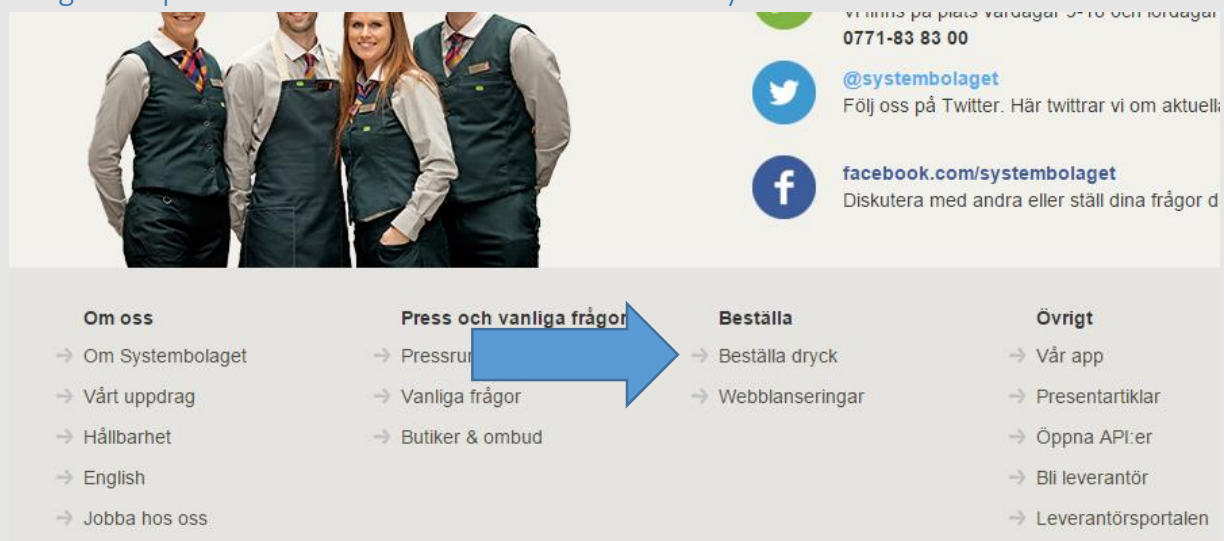 0771-83 83 00
@systembolaget
Följ oss på Twitter. Här twittrar vi om
facebook.com/systembolaget
Diskutera med andra eller ställ dina frågor d
Om oss
Om Systembolaget
Vårt uppdrag
Hållbarhet
English
Jobba hos oss
Press och vanliga frågor
Vanliga frågor
Butiker & ombud
Beställa
Beställa dryck
Webblanseringar
Övrigt
Vår app
Presentartiklar
Öppna API:er
Bli leverantör
Leverantörsportalen